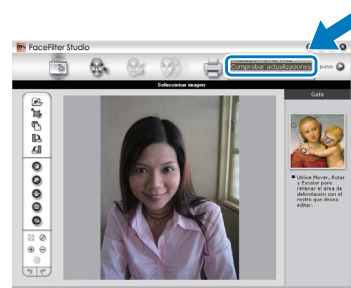 FaceFilter Studio
Comprobar actualizaciones
paso
Seleccionar imagen
Guía
Utilice Mover, Rotar
y Escalar para
rellenar el área de
delimitación con el
rostro que desea
editar.